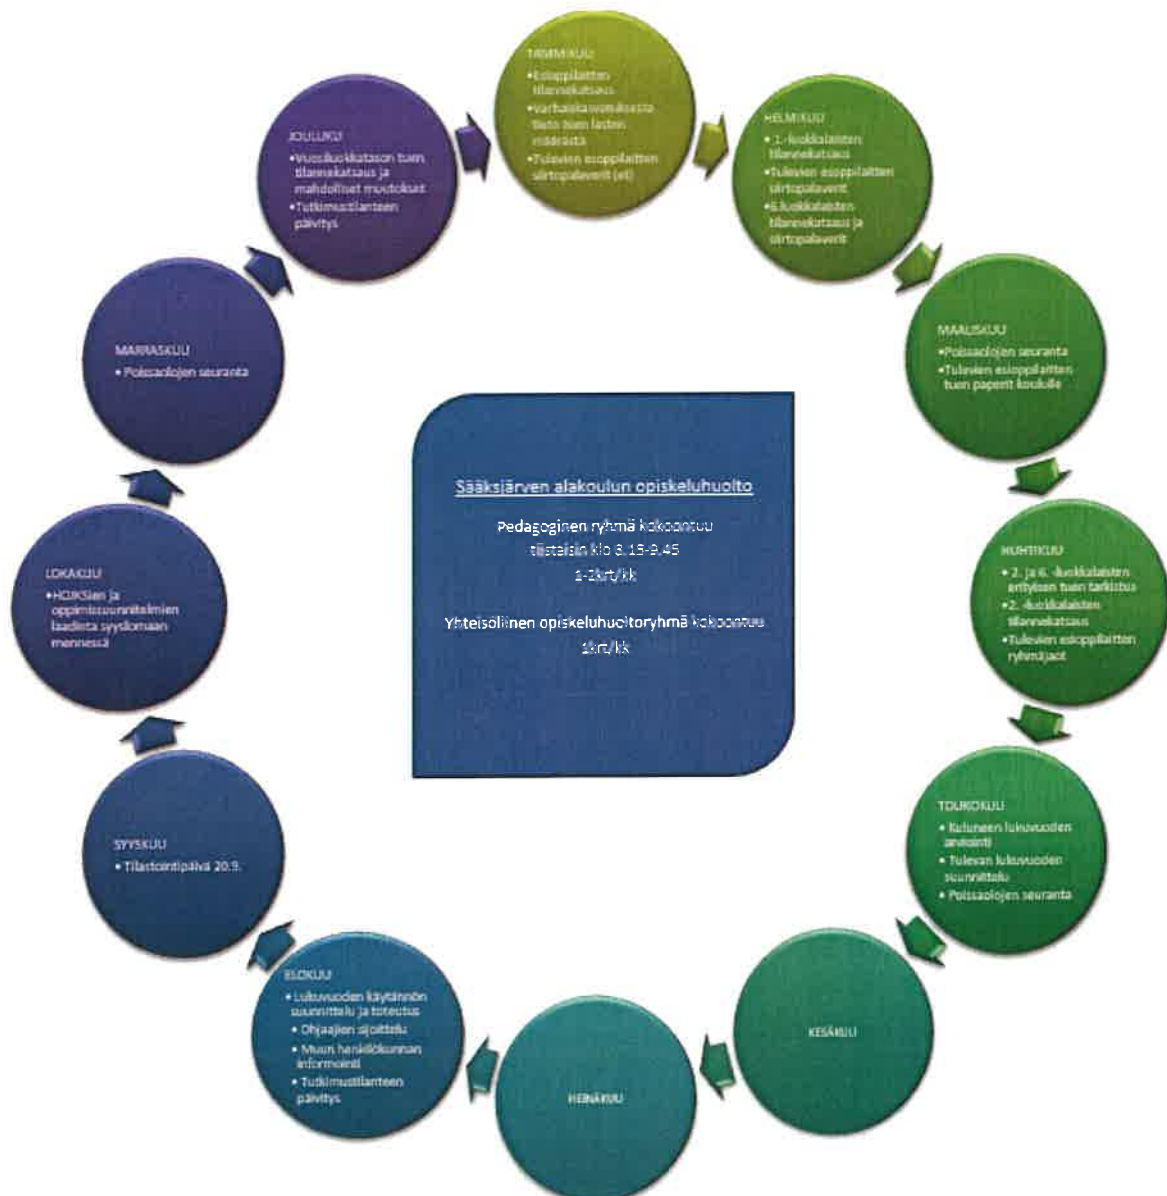 TAMMIKUU
•Esioppilaitten
tilannekatsaus
•Varhaiskasvatuksesta
tieto tuen lasten
määrästä
•Tulevien esioppilaitten
siirtopalaverit (et)
HELMIKUU
• 1.-luokkalaisten
tilannekatsaus
•Tulevien esioppilaitten
siirtopalaverit
•6.luokkalaisten
tilannekatsaus ja
siirtopalaverit
MAALISKUU
•Poissaolojen seuranta
•Tulevien esioppilaitten
tuen paperit koululle
HUHTIKUU
• 2. ja 6. -luokkalaisten
erityisen tuen tarkistus
•2. -luokkalaisten
tilannekatsaus
•Tulevien esioppilaitten
ryhmäjaot
TOUKOKUU
• Kuluneen lukuvuoden
arviointi
• Tulevan lukuvuoden
suunnittelu
• Poissaolojen seuranta
KESÄKUU
HEINÄKUU
ELOKUU
• Lukuvuoden käytännön
suunnittelu ja toteutus
• Ohjaajien sijoittelu
• Muun henkilökunnan
informointi
• Tutkimustilanteen
päivitys
SYYSKUU
• Tilastointipäivä 20.9.
LOKAKUU
•HOJKSien ja
oppimissuunnitelmien
laadinta syyslomaan
mennessä
MARRASKUU
• Poissaolojen seuranta
JOULUKU
•Vuosiluokkatason tuen
tilannekatsaus ja
mahdolliset muutokset
•Tutkimustilanteen
päivitys
Sääksjärven alakoulun opiskeluhuolto
Pedagoginen ryhmä kokoontuu
tiistaisin klo 8.15-9.45
1-2krt/kk
Yhteisöllinen opiskeluhuoltoryhmä kokoontuu
1krt/kk